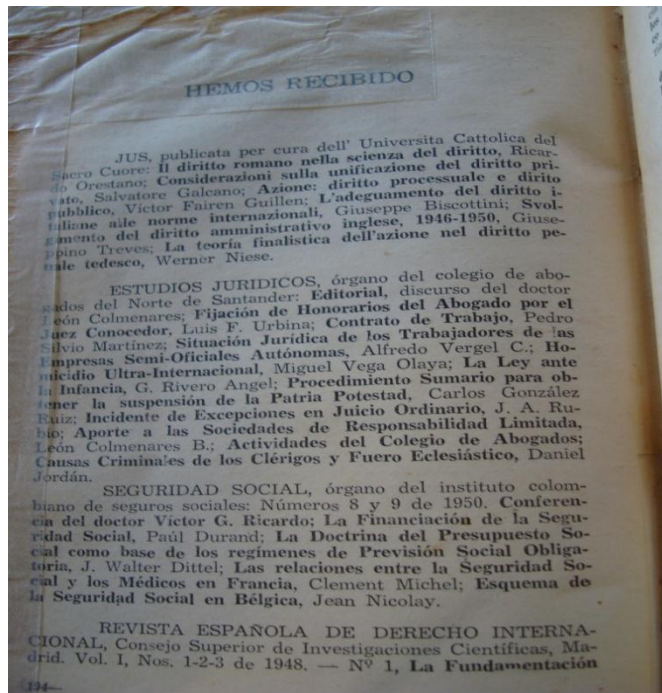 HEMOS RECIBIDO
JUS, publicata per cura dell' Universita Cattolica del
Sacro Cuore: Il diritto romano nella scienza del diritto, Ricar-
do Orestano; Considerazioni sulla unificazione del diritto pri-
vato, Salvatore Galcano; Azione: diritto processuale e dirito
pubblico, Víctor Fairen Guillen; L'adeguamento del diritto i-
taliane alle norme internazionali, Giuseppe Biscottini; Svol-
gimento del diritto amministrativo inglese, 1946-1950, Giuse-
ppino Treves; La teoría finalistica dell'azione nel diritto pe-
nale tedesco, Werner Niese.
ESTUDIOS JURIDICOS, órgano del colegio de abo-
gados del Norte de Santander: Editorial, discurso del doctor
León Colmenares; Fijación de Honorarios del Abogado por el
Juez Conocedor, Luis F. Urbina; Contrato de Trabajo, Pedro
Silvio Martínez; Situación Jurídica de los Trabajadores de las
Empresas Semi-Oficiales Autónomas, Alfredo Vergel C.; Ho-
micidio Ultra-Internacional, Miguel Vega Olaya; La Ley ante
la Infancia, G. Rivero Angel; Procedimiento Sumario para ob-
tener la suspensión de la Patria Potestad, Carlos González
Ruiz; Incidente de Excepciones en Juicio Ordinario, J. A. Ru-
bio; Aporte a las Sociedades de Responsabilidad Limitada,
León Colmenares B.; Actividades del Colegio de Abogados;
Causas Criminales de los Clérigos y Fuero Eclesiástico, Daniel
Jordán.
SEGURIDAD SOCIAL, órgano del instituto colom-
biano de seguros sociales: Números 8 y 9 de 1950. Conferen-
cia del doctor Víctor G. Ricardo; La Financiación de la Segu-
ridad Social, Paúl Durand; La Doctrina del Presupuesto So-
cial como base de los regímenes de Previsión Social Obliga-
toria, J. Walter Dittel; Las relaciones entre la Seguridad So-
cial y los Médicos en Francia, Clement Michel; Esquema de
la Seguridad Social en Bélgica, Jean Nicolay.
REVISTA ESPAÑOLA DE DERECHO INTERNA-
CIONAL, Consejo Superior de Investigaciones Científicas, Ma-
drid. Vol. I, Nos. 1-2-3 de 1948. — Nº 1, La Fundamentación
194—